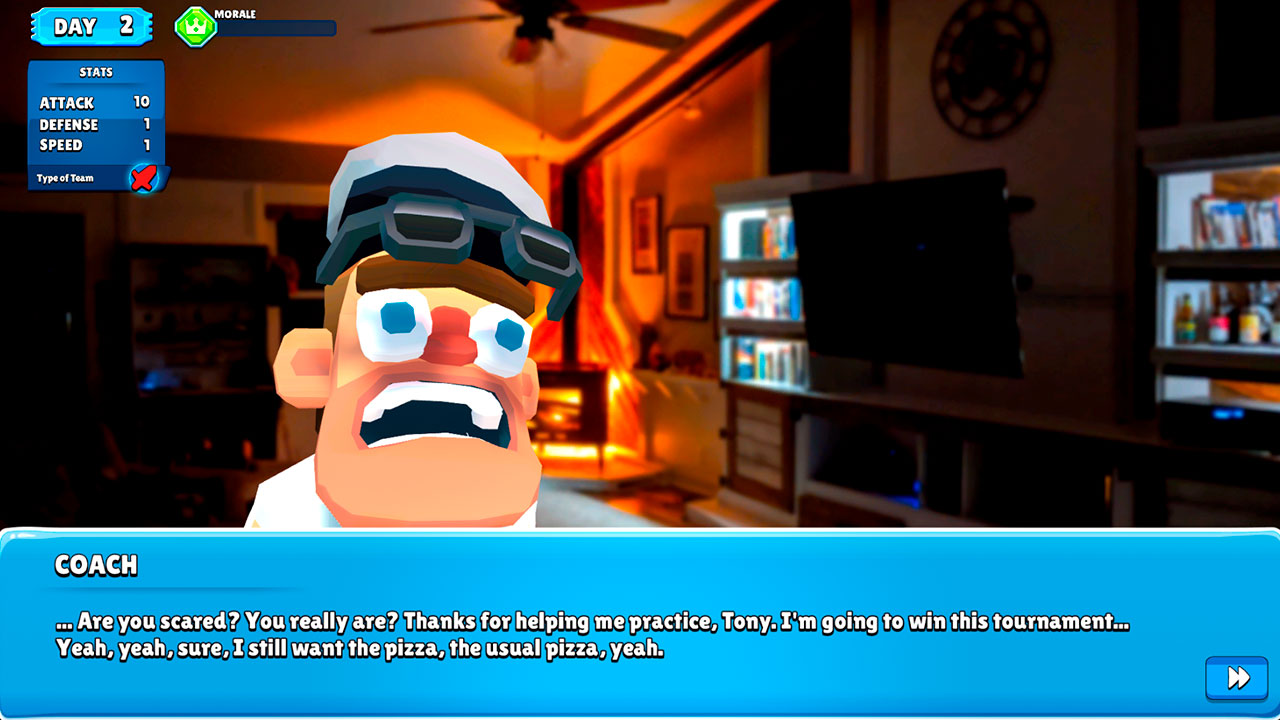 DAY 2
MORALE
STATS
ATTACK 10
DEFENSE 1
SPEED 1
Type of Team
COACH
... Are you scared? You really are? Thanks for helping me practice, Tony. I'm going to win this tournament...
Yeah, yeah, sure, I still want the pizza, the usual pizza, yeah.